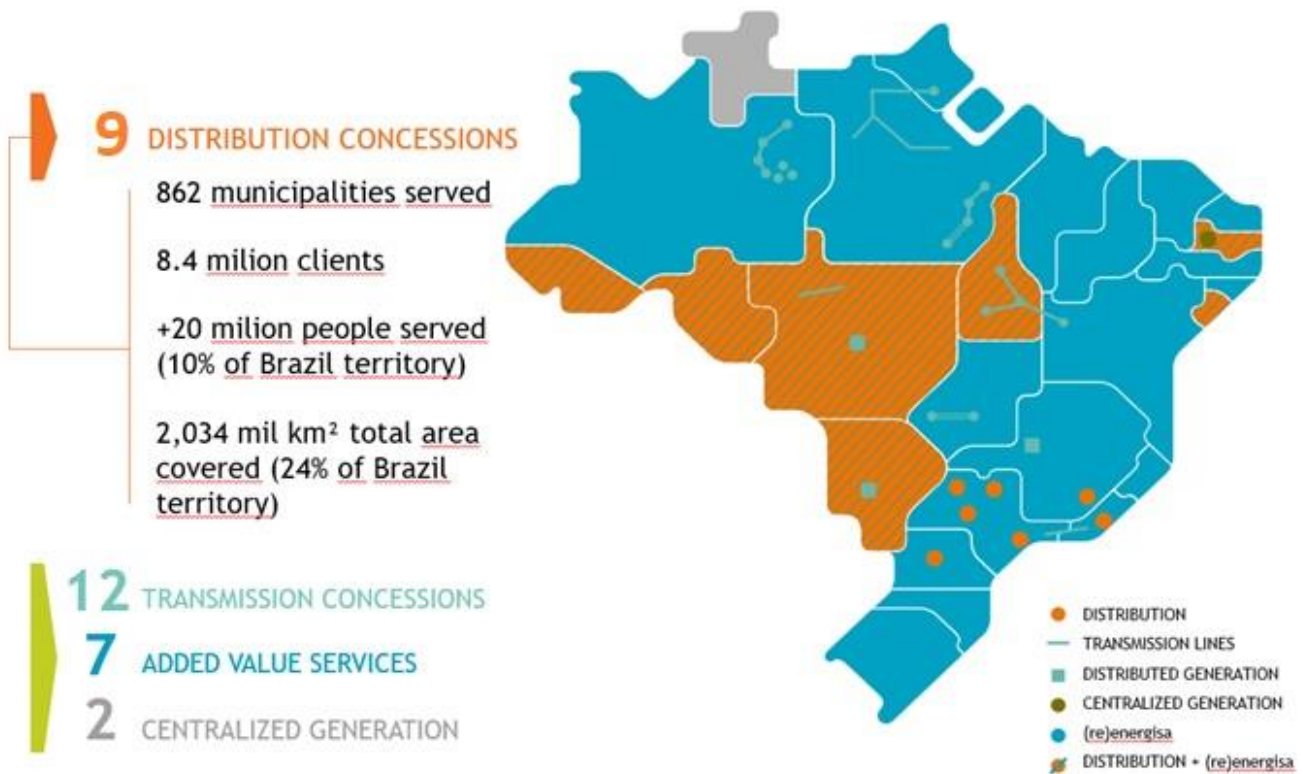 9 DISTRIBUTION CONCESSIONS
862 municipalities served
8.4 milion clients
+20 milion people served
(10% of Brazil territory)
2,034 mil km² total area
covered (24% of Brazil
territory)
12 TRANSMISSION CONCESSIONS
7 ADDED VALUE SERVICES
2 CENTRALIZED GENERATION
DISTRIBUTION
TRANSMISSION LINES
DISTRIBUTED GENERATION
CENTRALIZED GENERATION
(re)energisa
DISTRIBUTION + (re)energisa